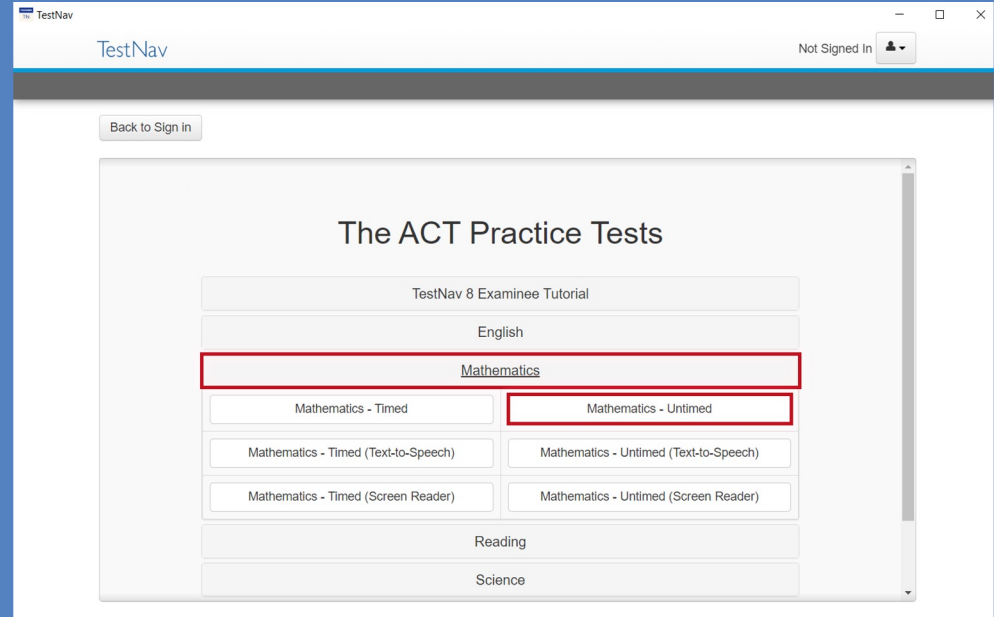 TestNav
TestNav
Not Signed In
Back to Sign in
The ACT Practice Tests
TestNav 8 Examinee Tutorial
English
Mathematics
Mathematics - Timed
Mathematics - Untimed
Mathematics - Timed (Text-to-Speech)
Mathematics - Untimed (Text-to-Speech)
Mathematics - Timed (Screen Reader)
Mathematics - Untimed (Screen Reader)
Reading
Science